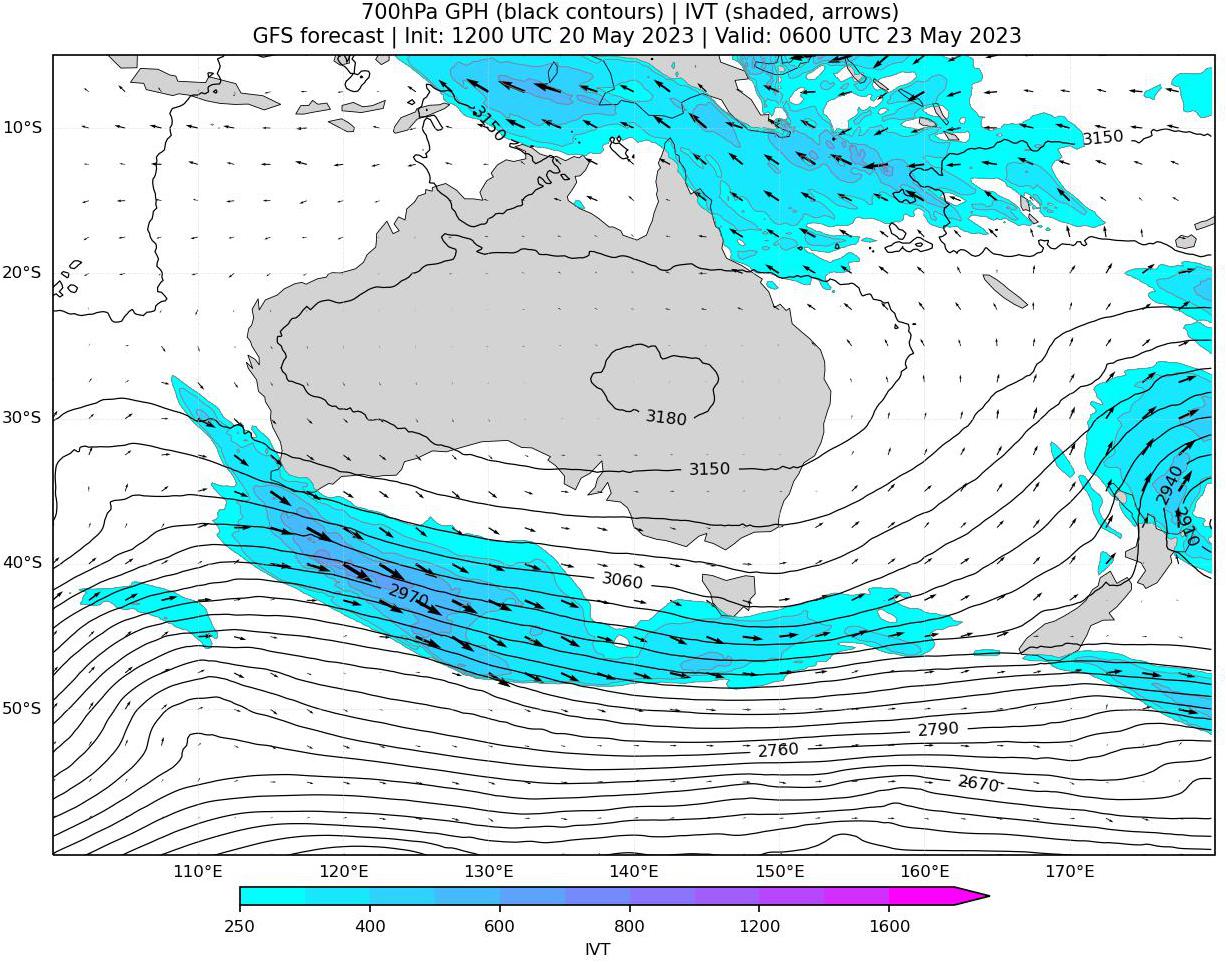 700hPa GPH (black contours) | IVT (shaded, arrows)
GFS forecast | Init: 1200 UTC 20 May 2023 | Valid: 0600 UTC 23 May 2023
10°S
20°S
30°S
40°S
50°S
3150
3150
3180
3150
2940
2910
3060
2970
2790
2760
2670
110°E
120°E
130°E
140°E
150°E
160°E
170°E
250
400
600
800
1200
1600
IVT